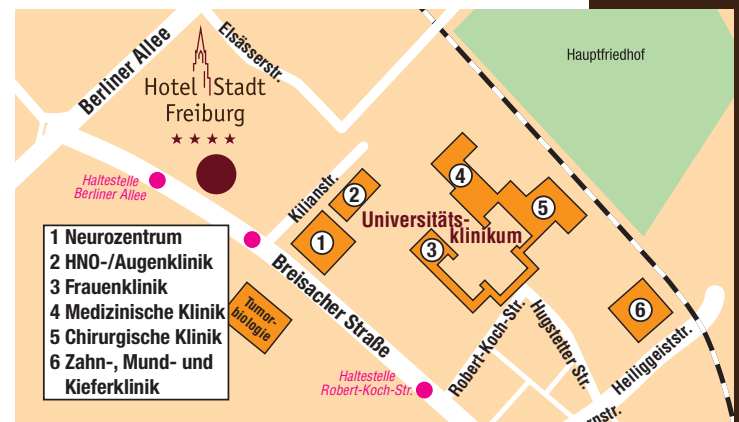 Berliner Allee
Elsässerstr.
Hauptfriedhof
Hotel Stadt
Freiburg
Haltestelle
Berliner Allee
Kilianstr.
1
2
3
4
5
6
Universitäts-
klinikum
1 Neurozentrum
2 HNO-/Augenklinik
3 Frauenklinik
4 Medizinische Klinik
5 Chirurgische Klinik
6 Zahn-, Mund- und
Kieferklinik
Tumor-
biologie
Breisacher Straße
Haltestelle
Robert-Koch-Str.
Robert-Koch-Str.
Hugstetter Str.
Heiliggeiststr.